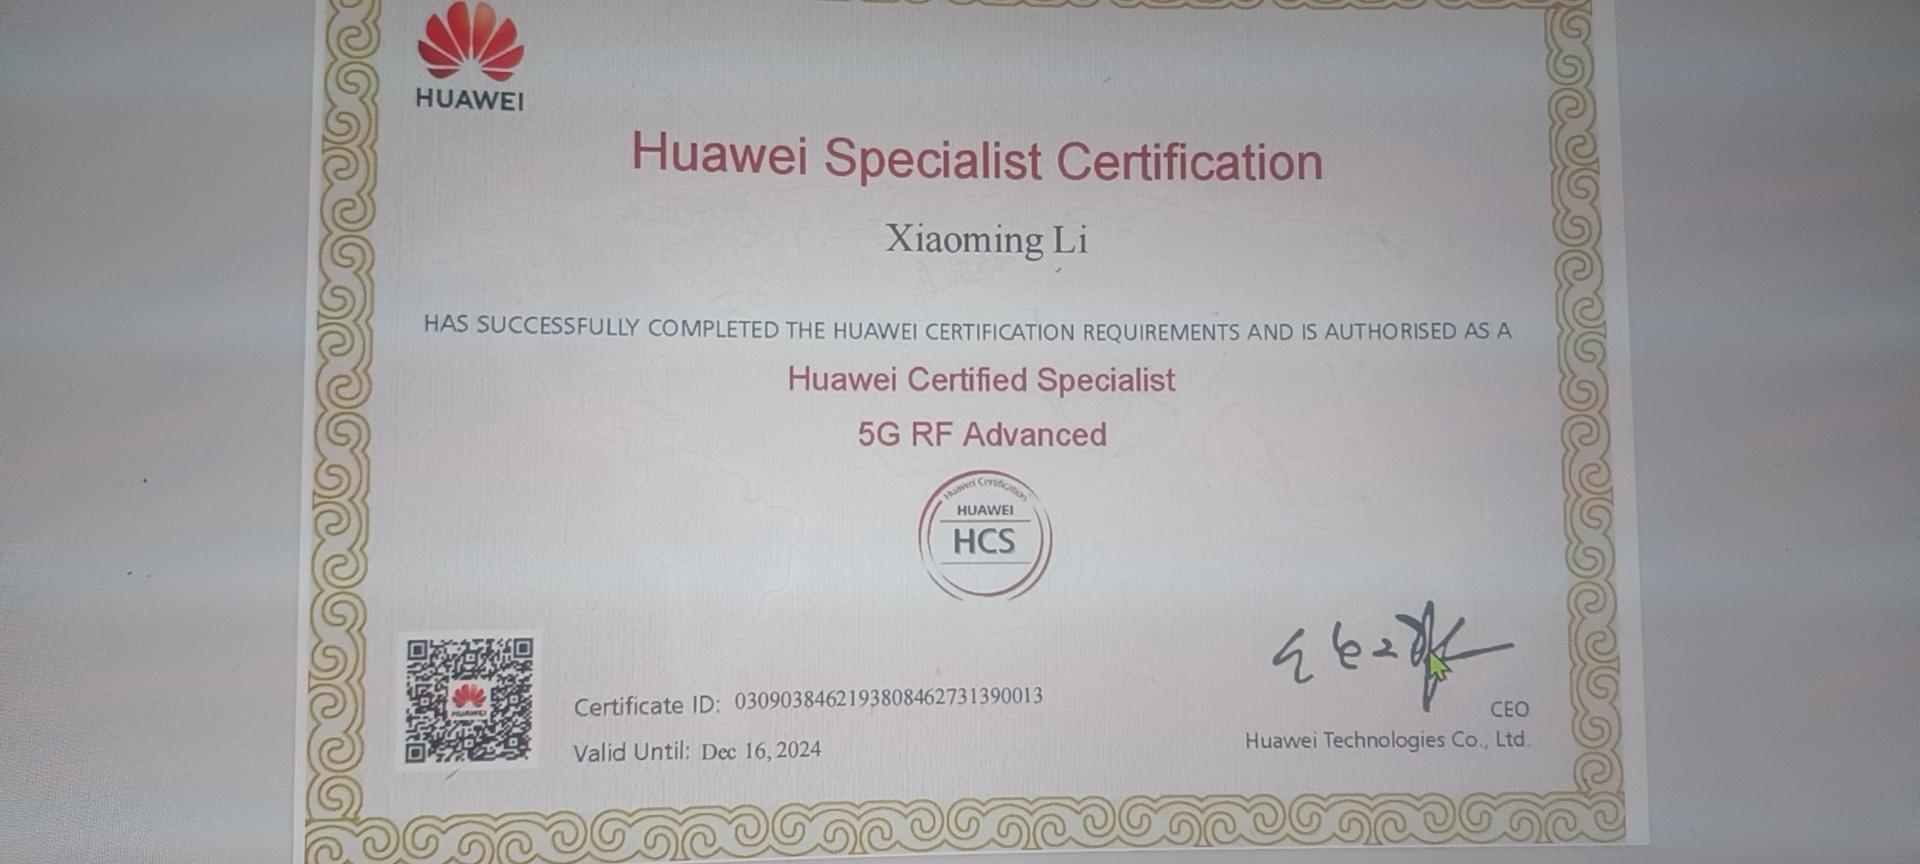 HUAWEI
Huawei Specialist Certification
Xiaoming Li
HAS SUCCESSFULLY COMPLETED THE HUAWEI CERTIFICATION REQUIREMENTS AND IS AUTHORISED AS A
Huawei Certified Specialist
5G RF Advanced
Huawei Certification
HUAWEI
HCS
HUAWEI
Certificate ID: 0309038462193808462731390013
Valid Until: Dec 16, 2024
CEO
Huawei Technologies Co., Ltd.